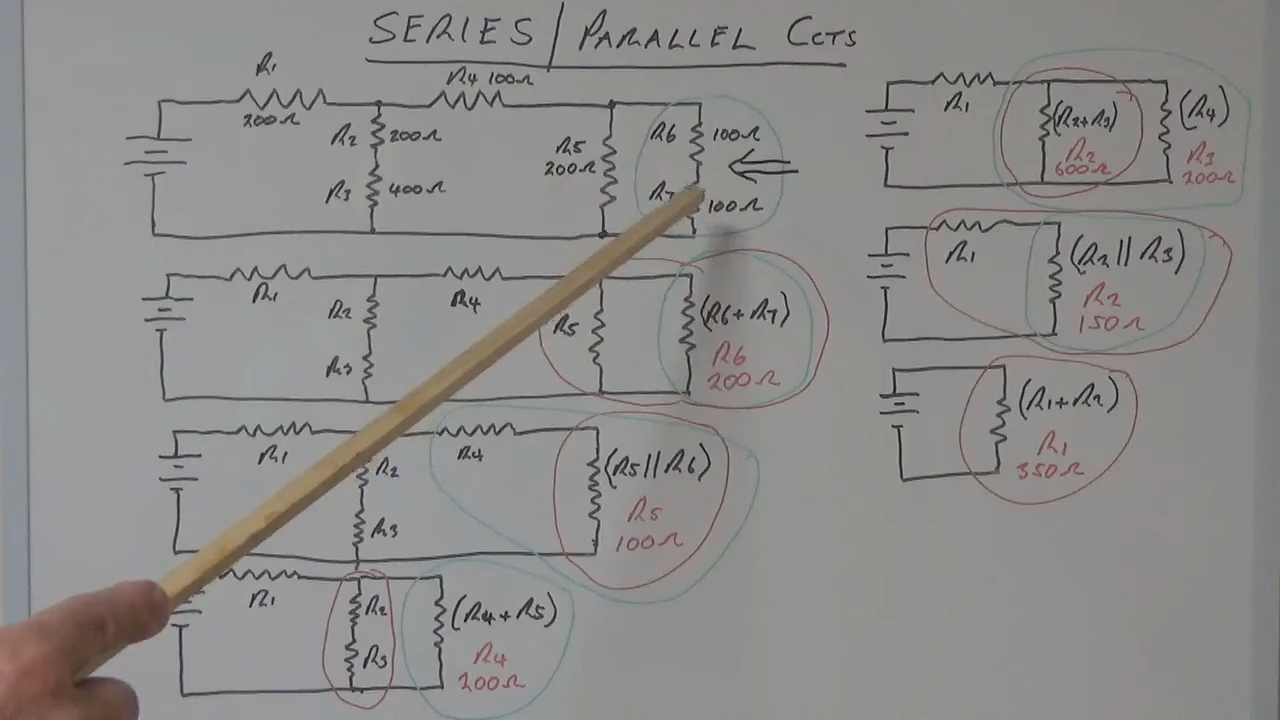 SERIES / PARALLEL CCTS
R1
200Ω
R4 100Ω
R2 200Ω
R3 400Ω
R5
200Ω
R6 100Ω
R7 100Ω
R1
R2
R3
R4
R5
(R6+R7)
R6
200Ω
R1
R2
R3
R4
(R5||R6)
R5
100Ω
R1
R2
R3
(R4+R5)
R4
200Ω
R1
(R2+R3)
R2
600Ω
(R4)
R3
200Ω
R1
(R2||R3)
R2
150Ω
(R1+R2)
R1
350Ω